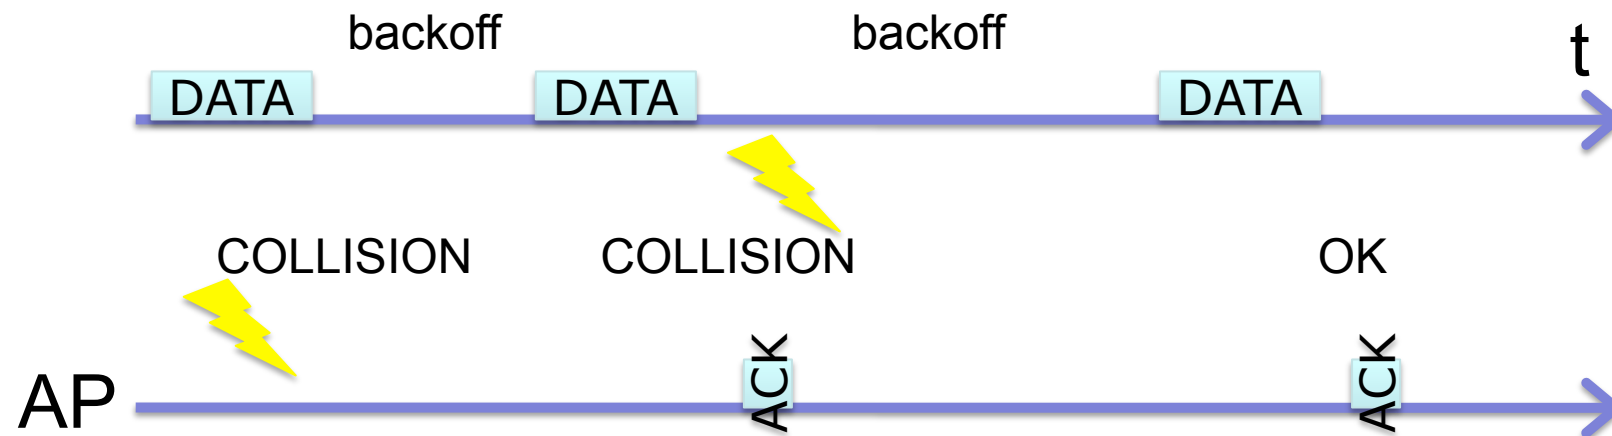 backoff backoff t
DATA DATA DATA
COLLISION COLLISION OK
ACK ACK
AP